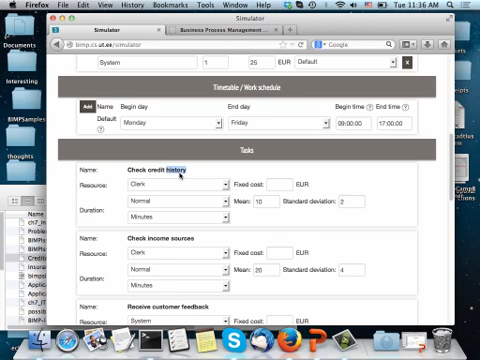 Firefox File Edit View History Bookmarks Tools Window Help Tue 11:36 AM
Simulator
Simulator Business Process Management ...
bimp.cs.ut.ee/simulator Google
Documents
Interesting
BIMPSamples
thoughts
System 1 25 EUR Default X
Timetable / Work schedule
Add Name Begin day End day Begin time ? End time ?
Default ? Monday Friday 09:00:00 17:00:00
Tasks
Name: Check credit history
Resource: Clerk Fixed cost: EUR
Normal Mean: 10 Standard deviation: 2
Duration:
Minutes
Name: Check income sources
Resource: Clerk Fixed cost: EUR
Normal Mean: 20 Standard deviation: 4
Duration:
Minutes
Name: Receive customer feedback
Resource: System Fixed cost: EUR
Name